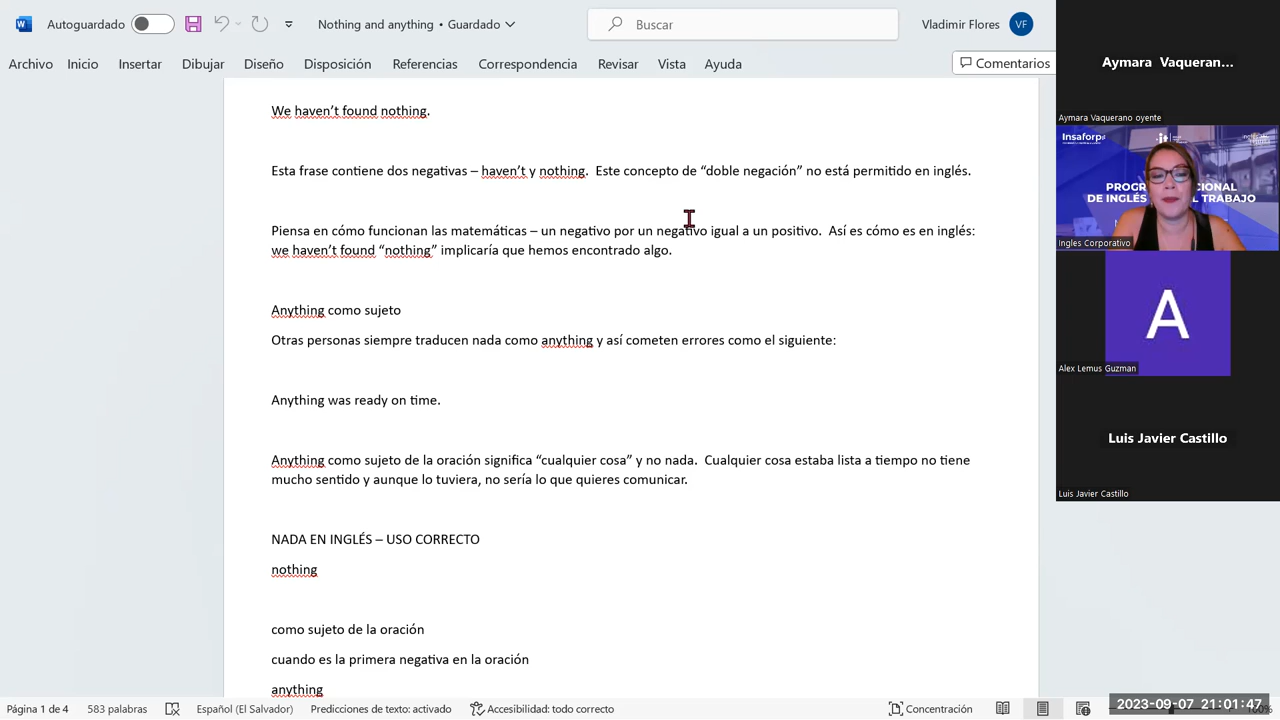 Autoguardado
Nothing and anything • Guardado
Buscar
Vladimir Flores
VF
Archivo Inicio Insertar Dibujar Diseño Disposición Referencias Correspondencia Revisar Vista Ayuda
Comentarios
We haven’t found nothing.
Esta frase contiene dos negativas – haven’t y nothing. Este concepto de “doble negación” no está permitido en inglés.
Piensa en cómo funcionan las matemáticas – un negativo por un negativo igual a un positivo. Así es cómo es en inglés:
we haven’t found “nothing” implicaría que hemos encontrado algo.
Anything como sujeto
Otras personas siempre traducen nada como anything y así cometen errores como el siguiente:
Anything was ready on time.
Anything como sujeto de la oración significa “cualquier cosa” y no nada. Cualquier cosa estaba lista a tiempo no tiene
mucho sentido y aunque lo tuviera, no sería lo que quieres comunicar.
NADA EN INGLÉS – USO CORRECTO
nothing
como sujeto de la oración
cuando es la primera negativa en la oración
anything
Página 1 de 4 583 palabras Español (El Salvador) Predicciones de texto: activado Accesibilidad: todo correcto Concentración
2023-09-07 21:01:47
Aymara Vaqueran...
Aymara Vaquerano oyente
Insaforp
Ingles Corporativo
A
Alex Lemus Guzman
Luis Javier Castillo
Luis Javier Castillo